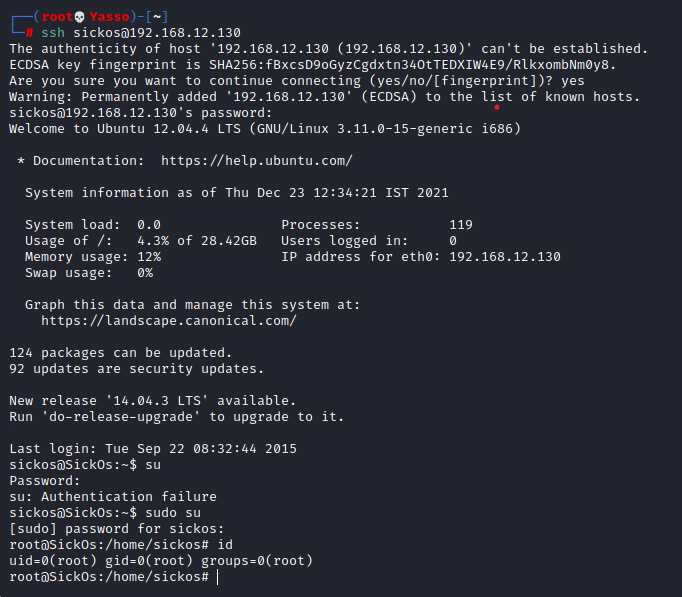 ┌──(root💀Yasso)-[~]
└─# ssh sickos@192.168.12.130
The authenticity of host '192.168.12.130 (192.168.12.130)' can't be established.
ECDSA key fingerprint is SHA256:fBxcsD9oGyzCgdxtn34OtTEDXIW4E9/RlkxombNm0y8.
Are you sure you want to continue connecting (yes/no/[fingerprint])? yes
Warning: Permanently added '192.168.12.130' (ECDSA) to the list of known hosts.
sickos@192.168.12.130's password:
Welcome to Ubuntu 12.04.4 LTS (GNU/Linux 3.11.0-15-generic i686)

 * Documentation:  https://help.ubuntu.com/

  System information as of Thu Dec 23 12:34:21 IST 2021

  System load:  0.0               Processes:           119
  Usage of /:   4.3% of 28.42GB   Users logged in:     0
  Memory usage: 12%               IP address for eth0: 192.168.12.130
  Swap usage:   0%

  Graph this data and manage this system at:
    https://landscape.canonical.com/

124 packages can be updated.
92 updates are security updates.

New release '14.04.3 LTS' available.
Run 'do-release-upgrade' to upgrade to it.

Last login: Tue Sep 22 08:32:44 2015
sickos@SickOs:~$ su
Password:
su: Authentication failure
sickos@SickOs:~$ sudo su
[sudo] password for sickos:
root@SickOs:/home/sickos# id
uid=0(root) gid=0(root) groups=0(root)
root@SickOs:/home/sickos#